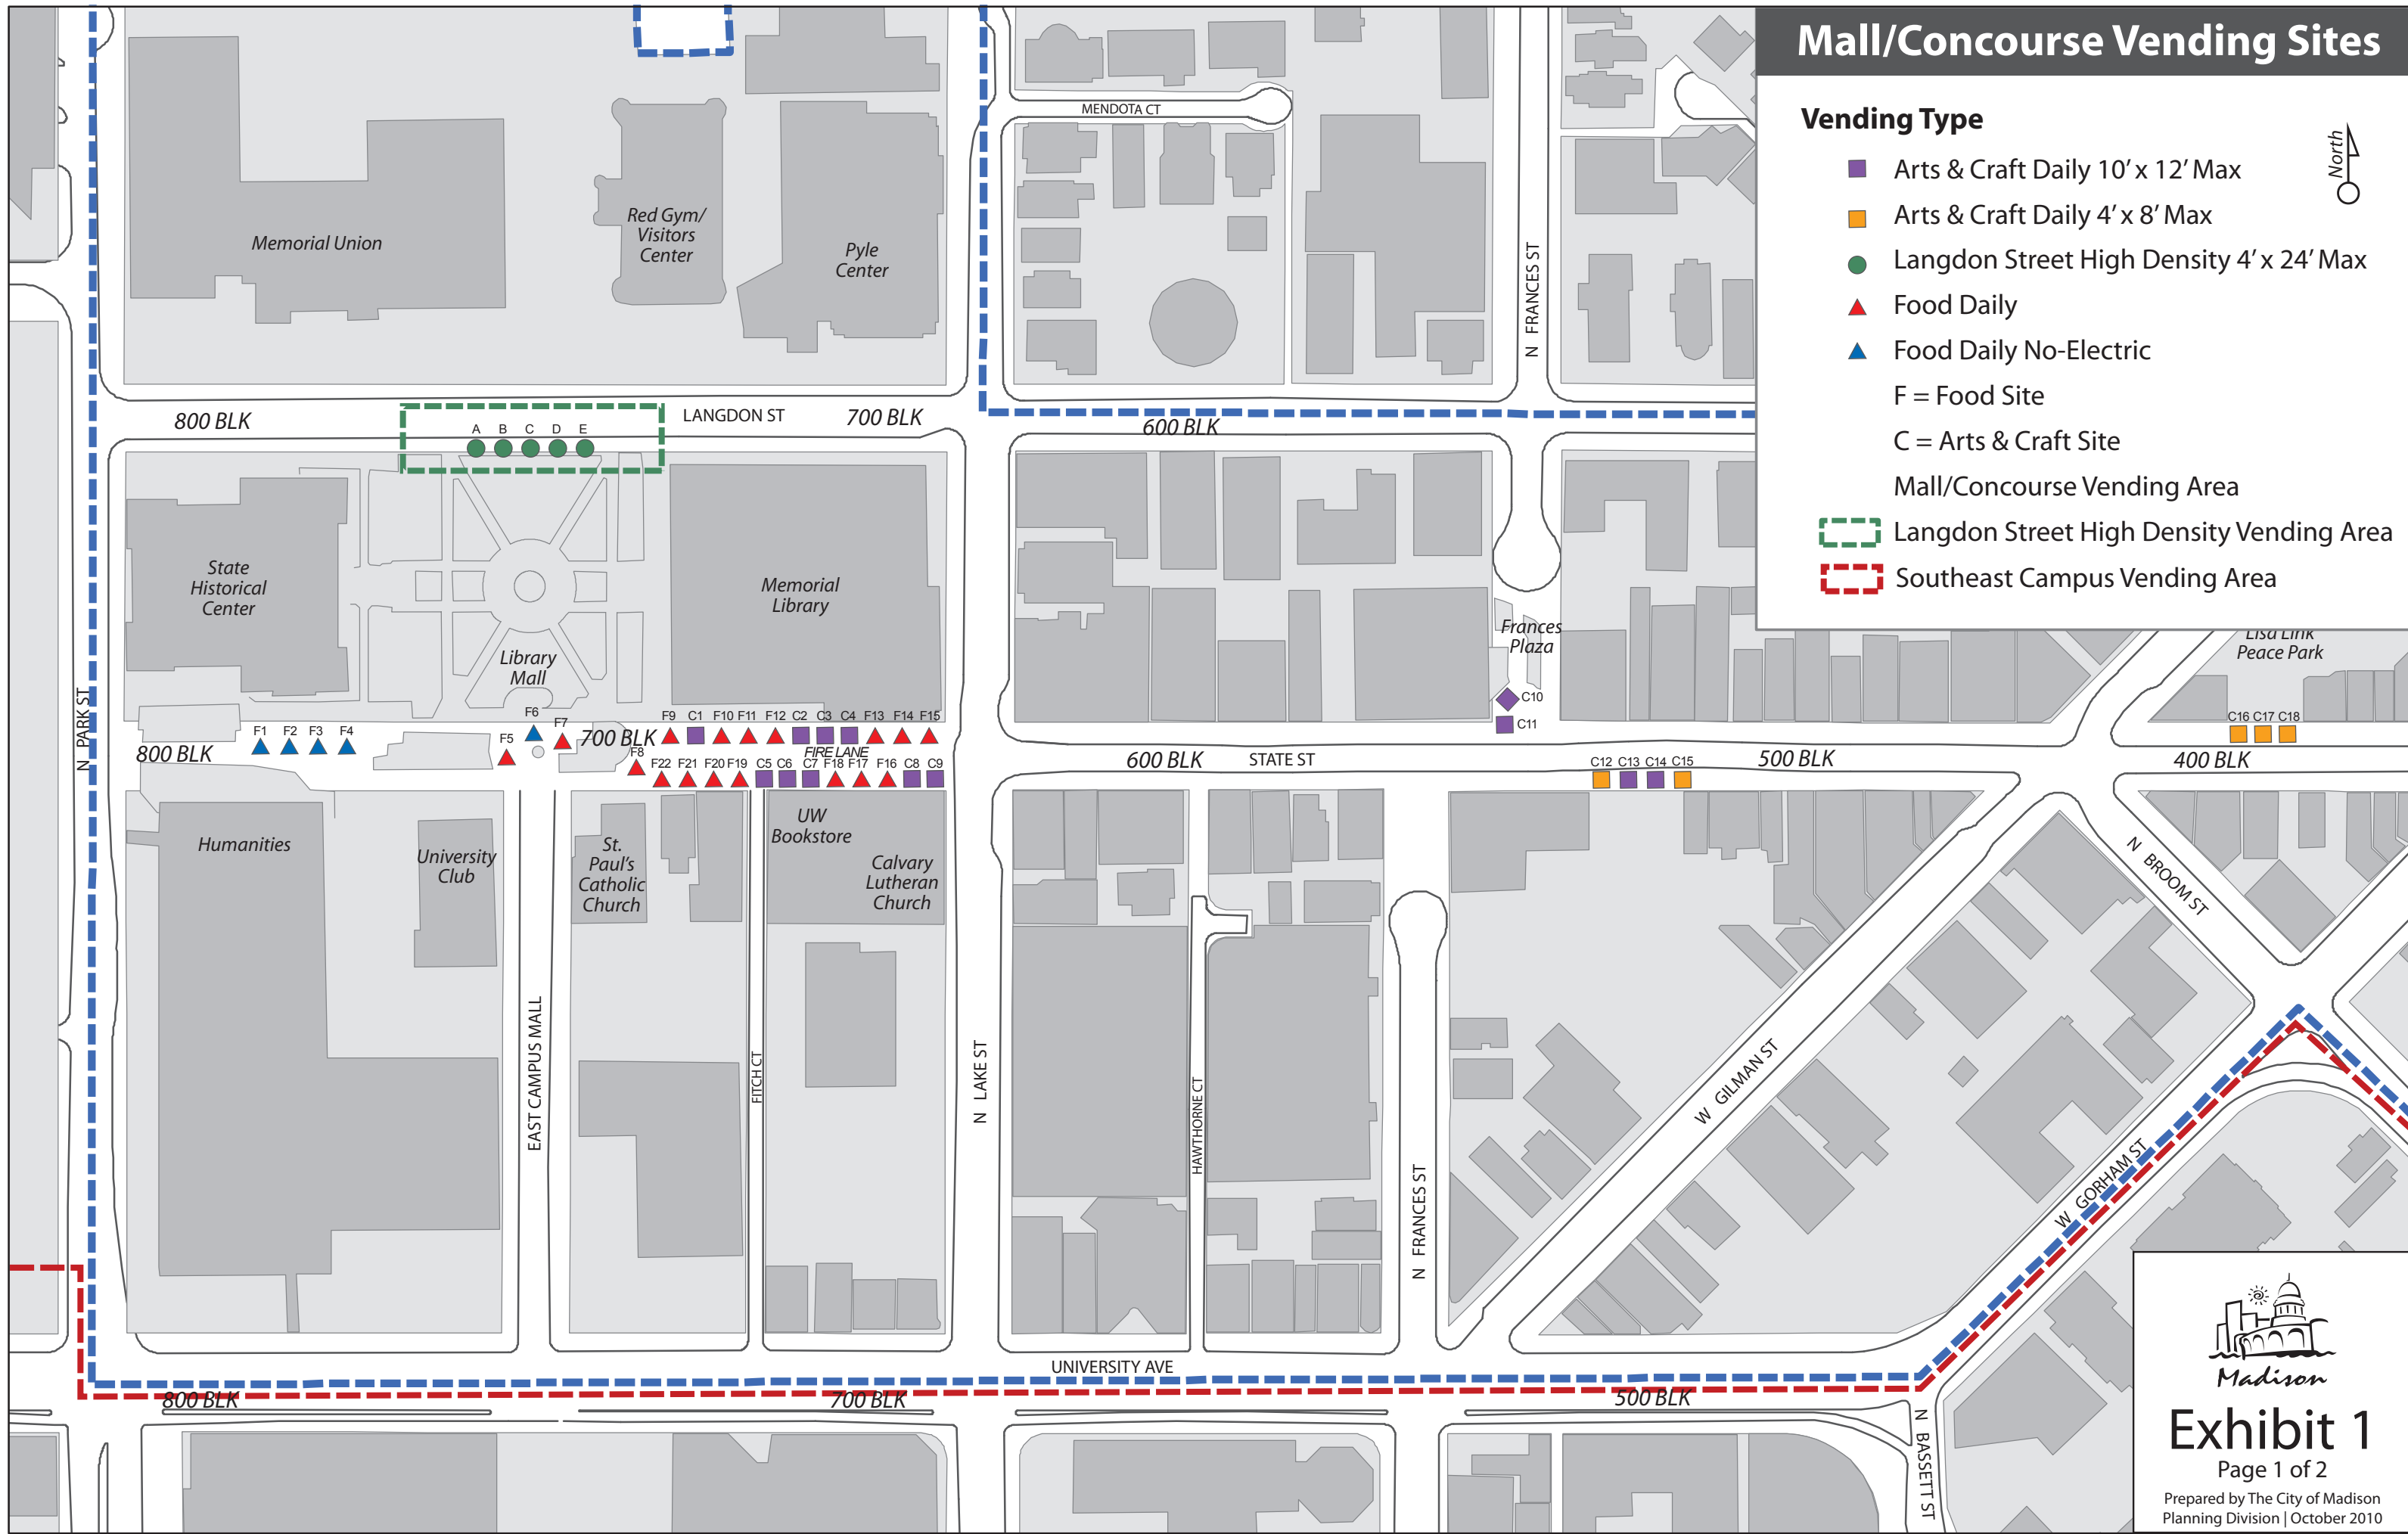 Mall/Concourse Vending Sites
Vending Type
North
Arts & Craft Daily 10’ x 12’ Max
Arts & Craft Daily 4’ x 8’ Max
Langdon Street High Density 4’ x 24’ Max
Food Daily
Food Daily No-Electric
F = Food Site
C = Arts & Craft Site
Mall/Concourse Vending Area
Langdon Street High Density Vending Area
Southeast Campus Vending Area
MENDOTA CT
Memorial Union
Red Gym/
Visitors
Center
Pyle
Center
N FRANCES ST
800 BLK
LANGDON ST
700 BLK
600 BLK
A B C D E
State
Historical
Center
Memorial
Library
Library
Mall
Frances
Plaza
Lisa Link
Peace Park
N PARK ST
C10
C11
F1 F2 F3 F4
F5
F6
F7
F8
F9 C1 F10 F11 F12 C2 C3 C4 F13 F14 F15
C16 C17 C18
800 BLK
700 BLK
FIRE LANE
F22 F21 F20 F19 C5 C6 C7 F18 F17 F16 C8 C9
600 BLK
STATE ST
C12 C13 C14 C15
500 BLK
400 BLK
Humanities
University
Club
St.
Paul’s
Catholic
Church
UW
Bookstore
Calvary
Lutheran
Church
N BROOM ST
EAST CAMPUS MALL
FITCH CT
N LAKE ST
HAWTHORNE CT
N FRANCES ST
W GILMAN ST
W GORHAM ST
UNIVERSITY AVE
800 BLK
700 BLK
500 BLK
N BASSETT ST
Madison
Exhibit 1
Page 1 of 2
Prepared by The City of Madison
Planning Division | October 2010